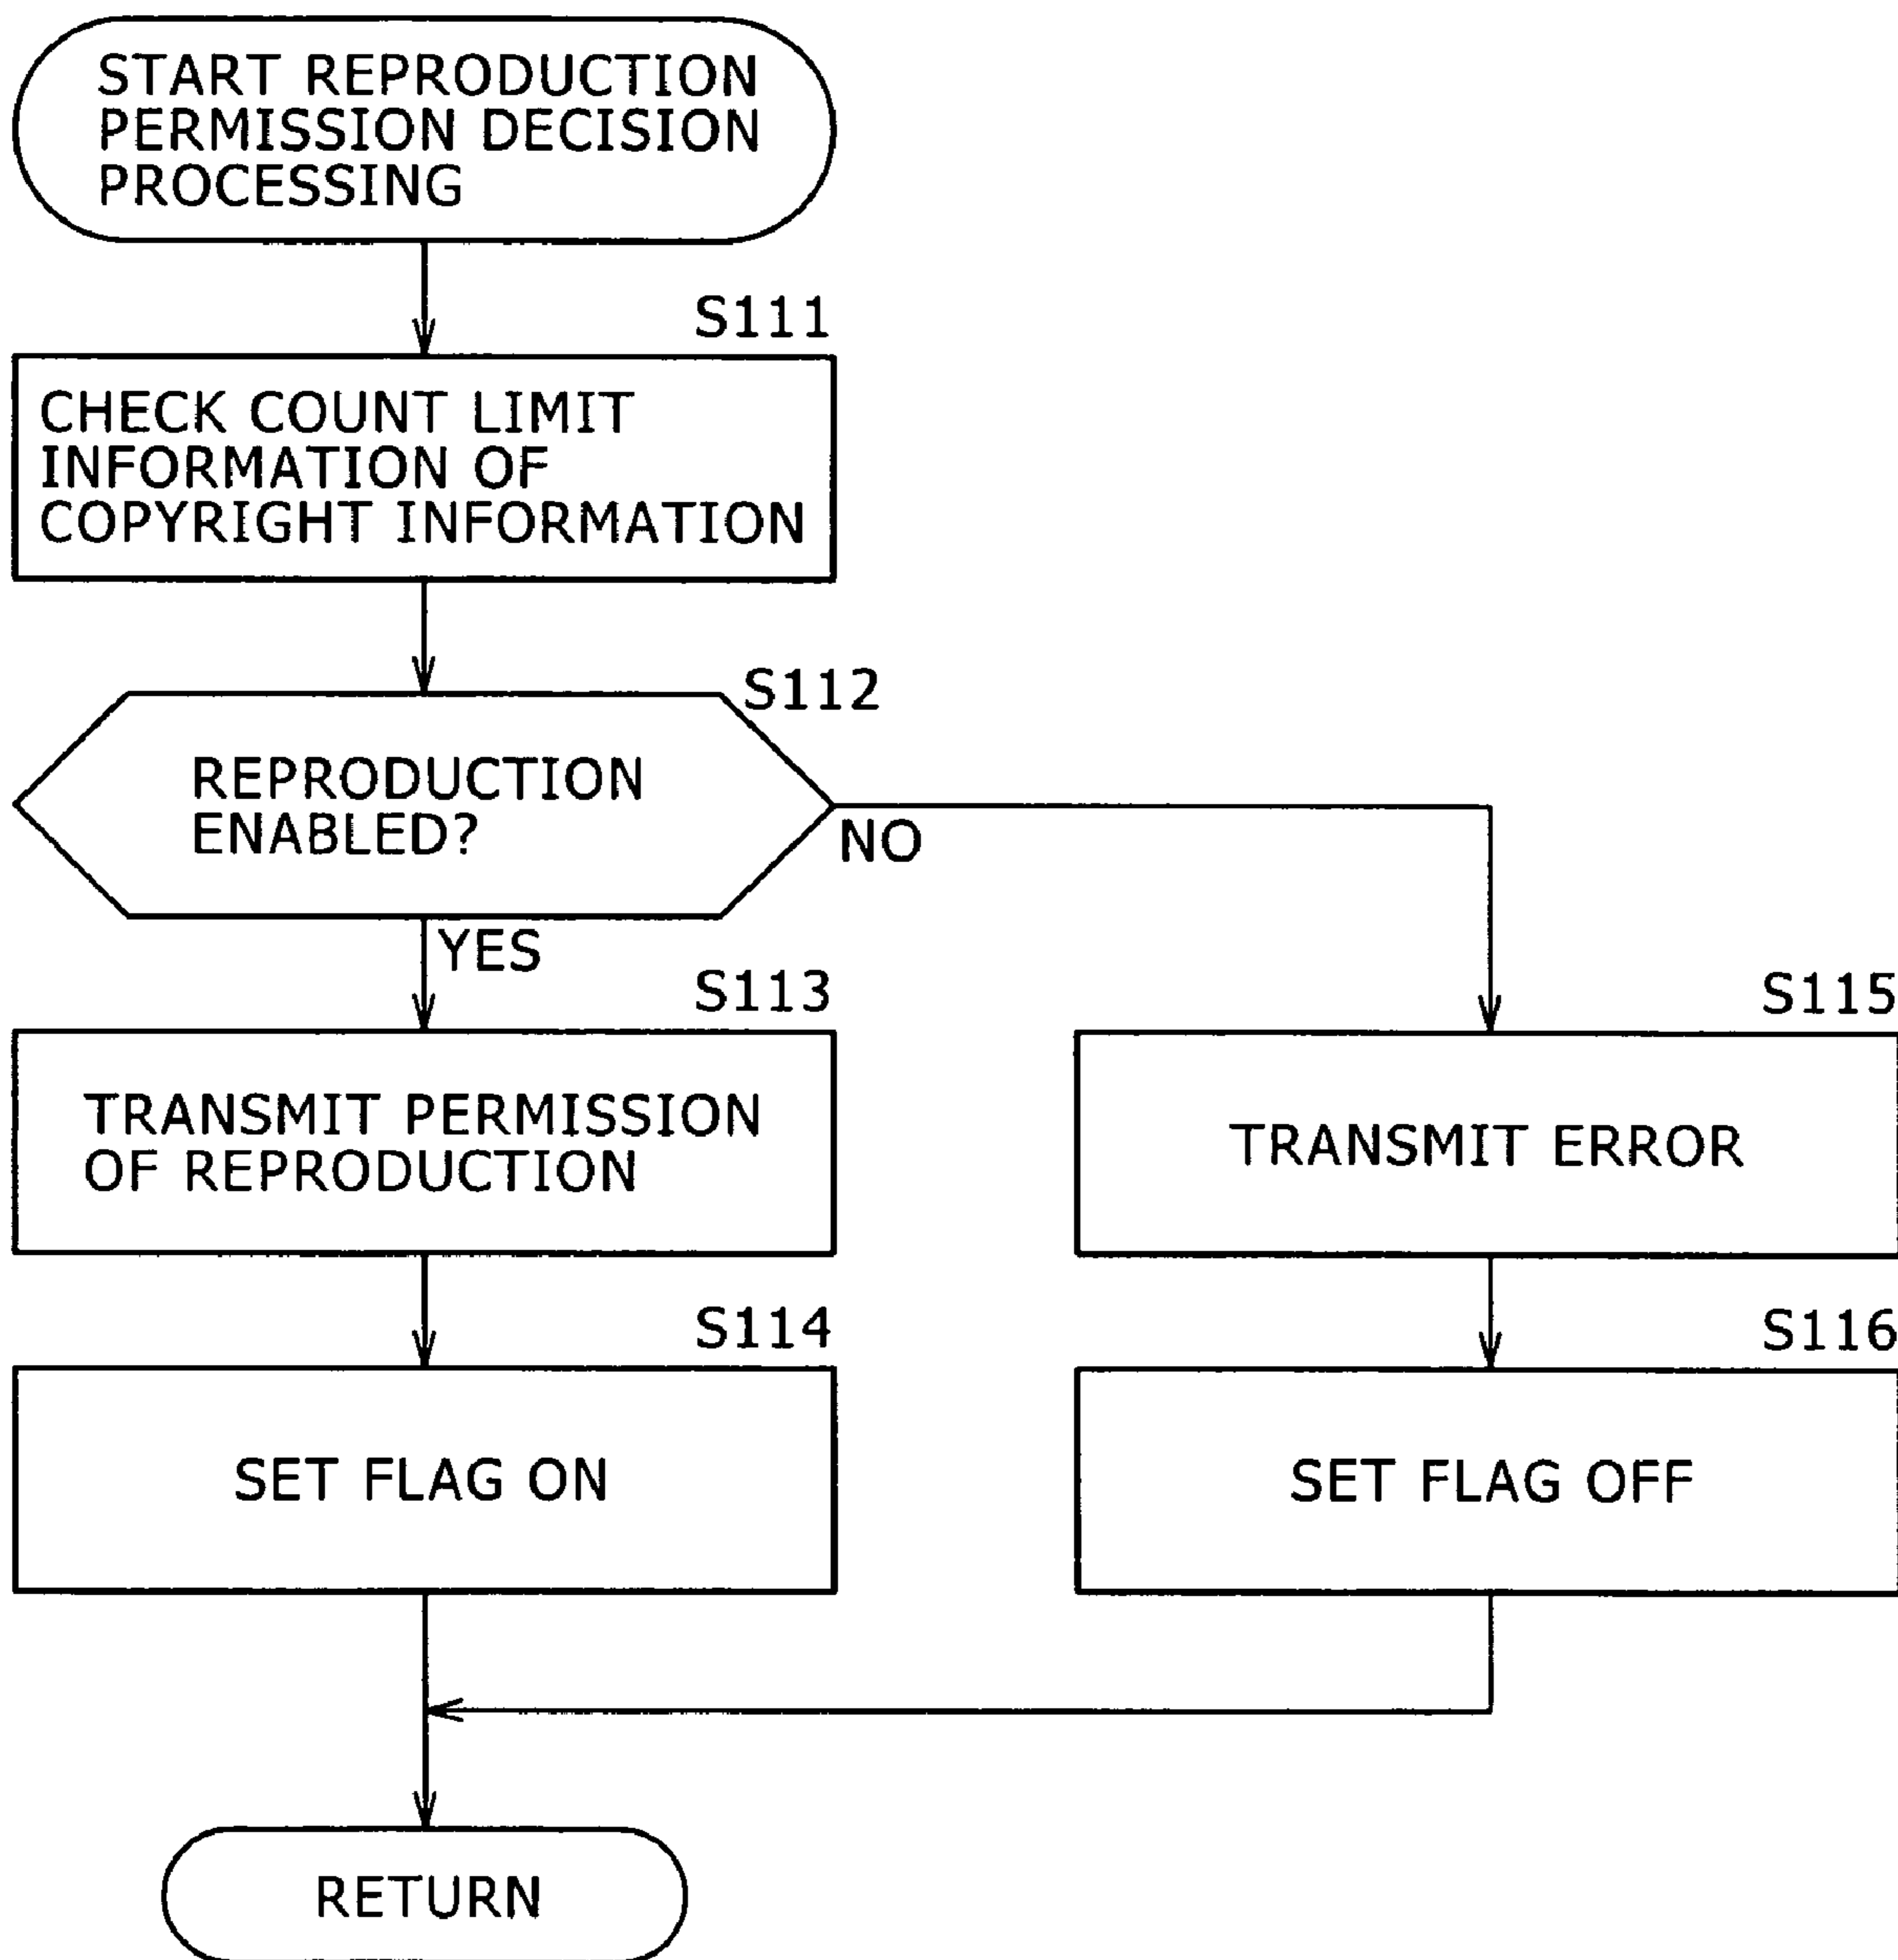 START REPRODUCTION
PERMISSION DECISION
PROCESSING
S111
CHECK COUNT LIMIT
INFORMATION OF
COPYRIGHT INFORMATION
S112
REPRODUCTION
ENABLED?
NO
YES
S113
TRANSMIT PERMISSION
OF REPRODUCTION
S115
TRANSMIT ERROR
S114
SET FLAG ON
S116
SET FLAG OFF
RETURN